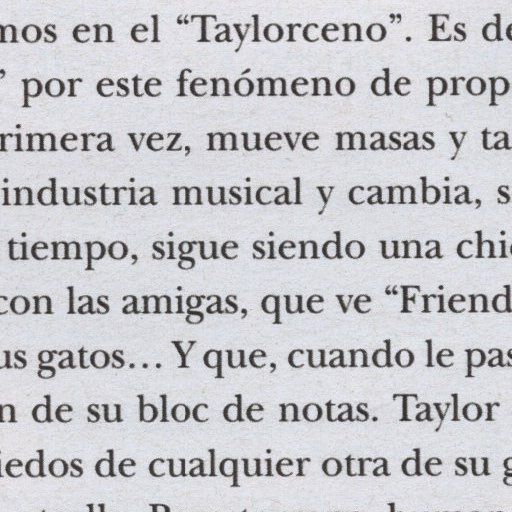 mos en el “Taylorceno”. Es de
” por este fenómeno de prop
rimera vez, mueve masas y ta
industria musical y cambia, s
tiempo, sigue siendo una chi
con las amigas, que ve “Friend
us gatos… Y que, cuando le pas
n de su bloc de notas. Taylor
iedos de cualquier otra de su g